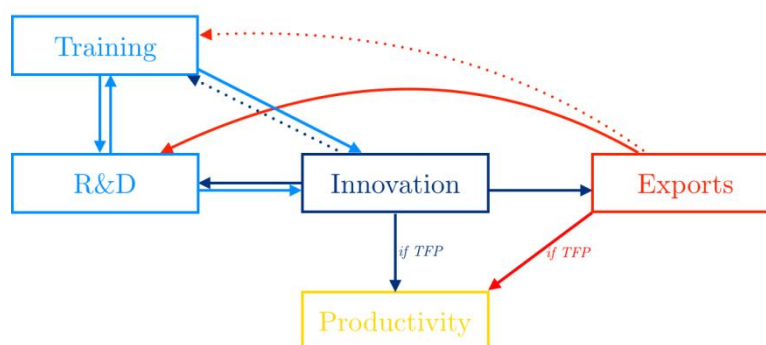 Training
R&D
Innovation
Exports
if TFP
if TFP
Productivity